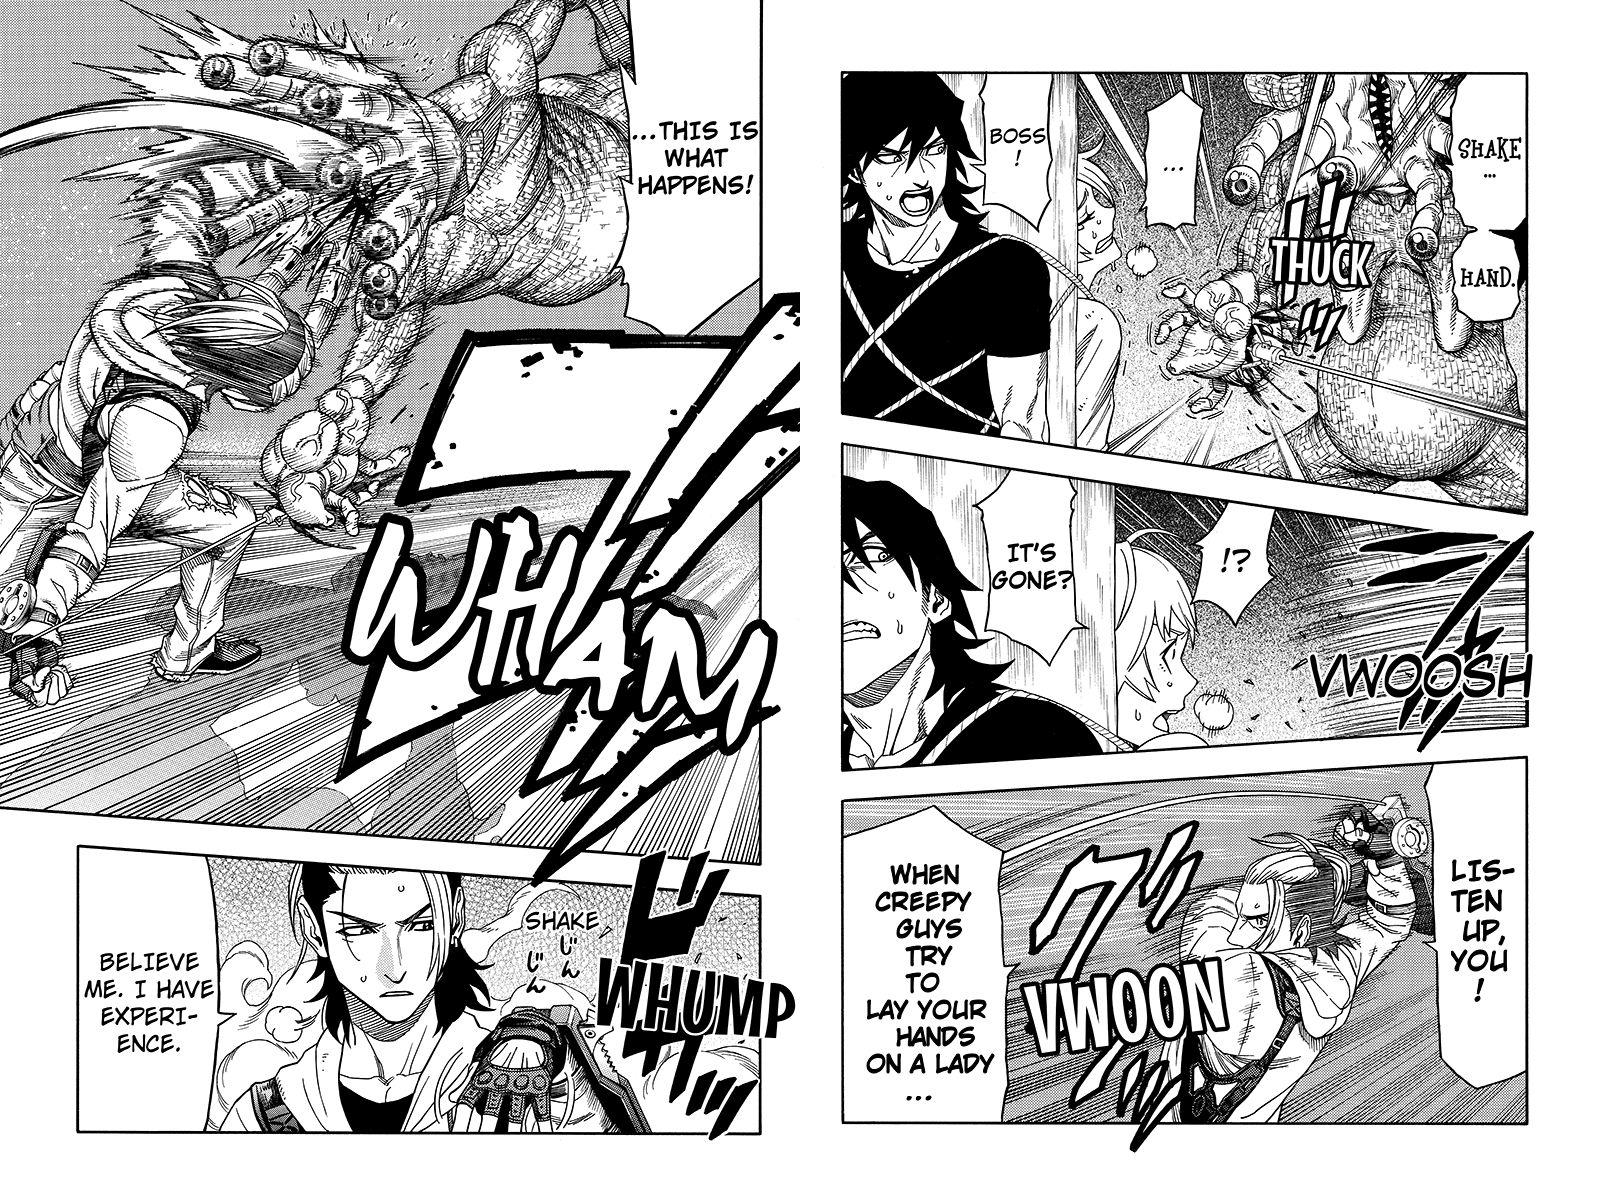 SHAKE
...
HAND.
THUCK
...
BOSS
!
!?
IT'S
GONE?
VWOOSH
LIS-
TEN
UP,
YOU
!
VWOON
WHEN
CREEPY
GUYS
TRY
TO
LAY YOUR
HANDS
ON A LADY
...
...THIS IS
WHAT
HAPPENS!
WHAM
WHUMP
SHAKE
じん
じん
BELIEVE
ME. I HAVE
EXPERI-
ENCE.